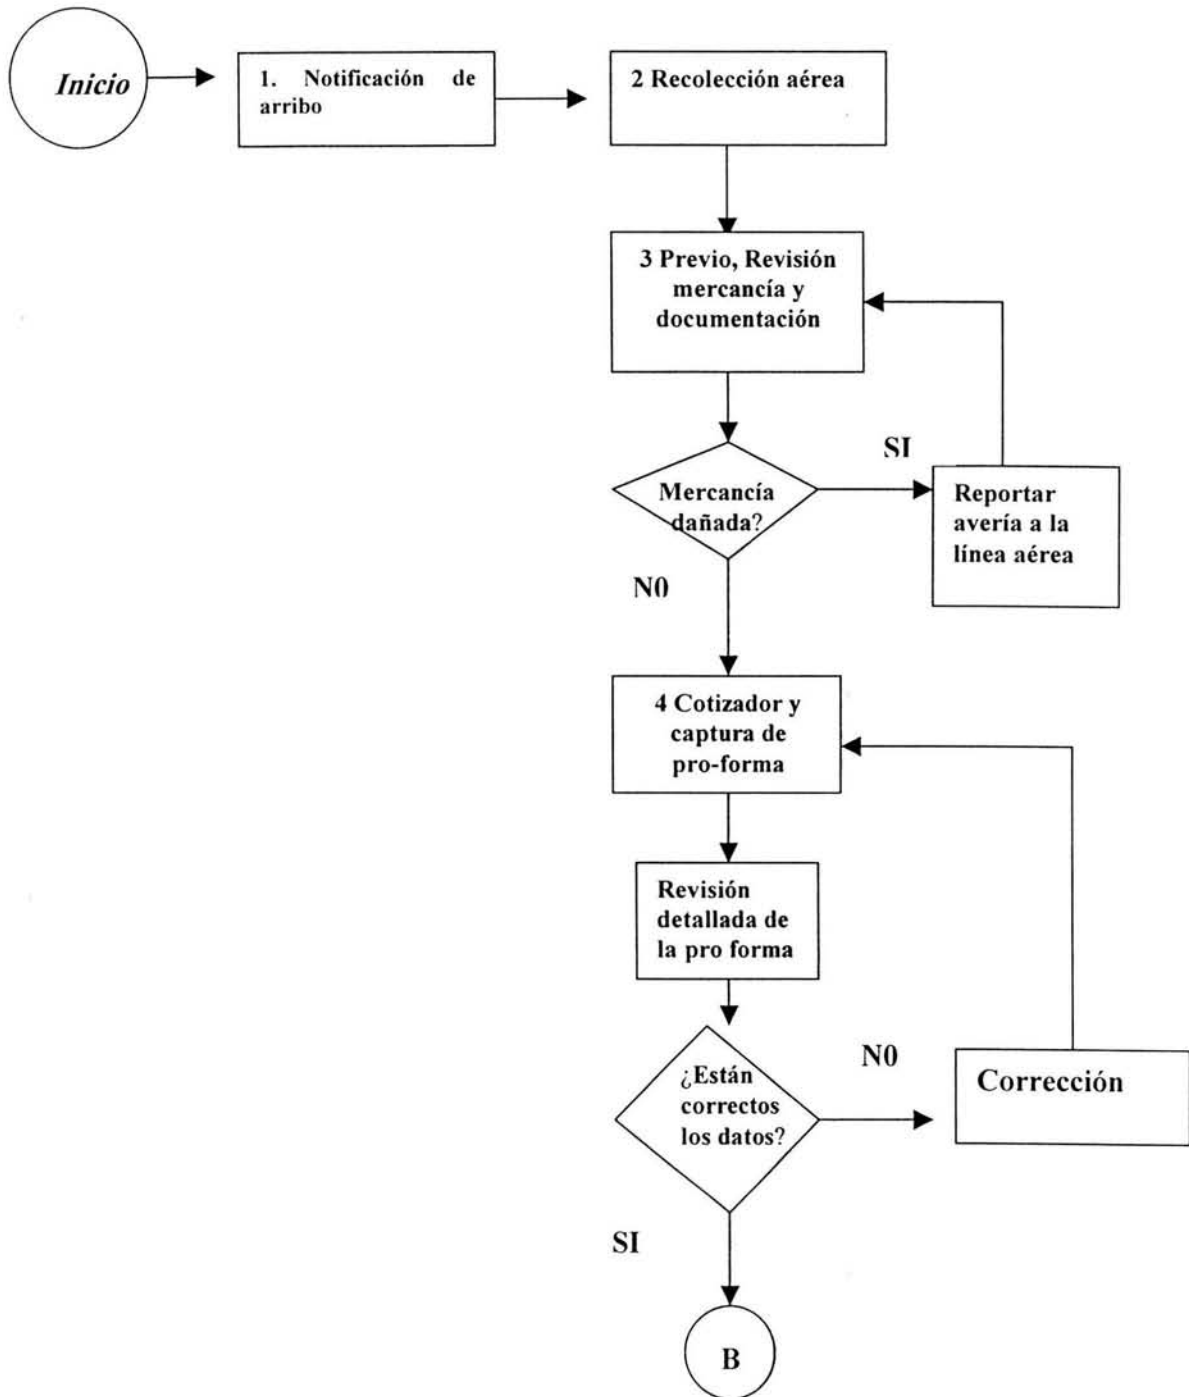 Inicio
1. Notificación de
arribo
2 Recolección aérea
3 Previo, Revisión
mercancía y
documentación
SI
Mercancía
dañada?
Reportar
avería a la
línea aérea
N0
4 Cotizador y
captura de
pro-forma
Revisión
detallada de
la pro forma
¿Están
correctos
los datos?
N0
Corrección
SI
B